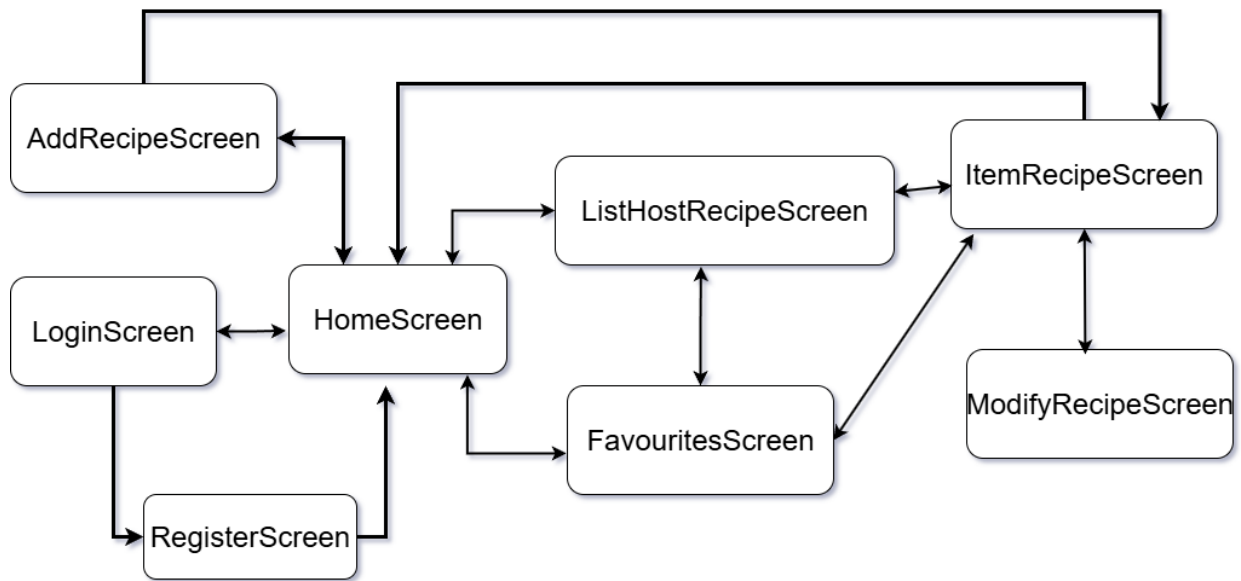 AddRecipeScreen
ItemRecipeScreen
ListHostRecipeScreen
LoginScreen
HomeScreen
ModifyRecipeScreen
FavouritesScreen
RegisterScreen